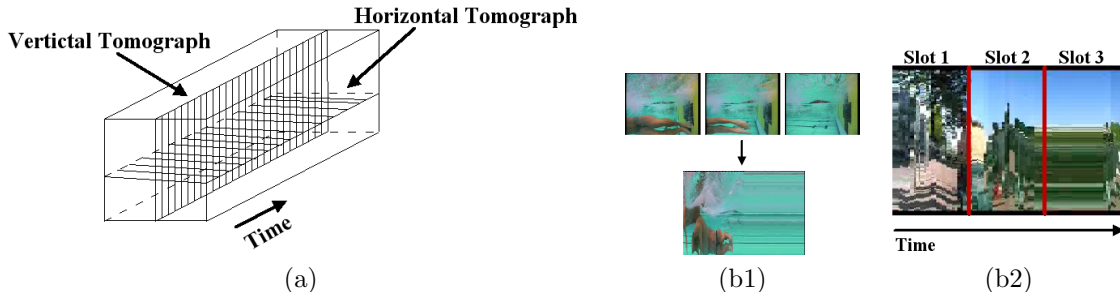 Horizontal Tomograph
Vertictal Tomograph
Time
(a)
(b1)
Slot 1 Slot 2 Slot 3
Time
(b2)